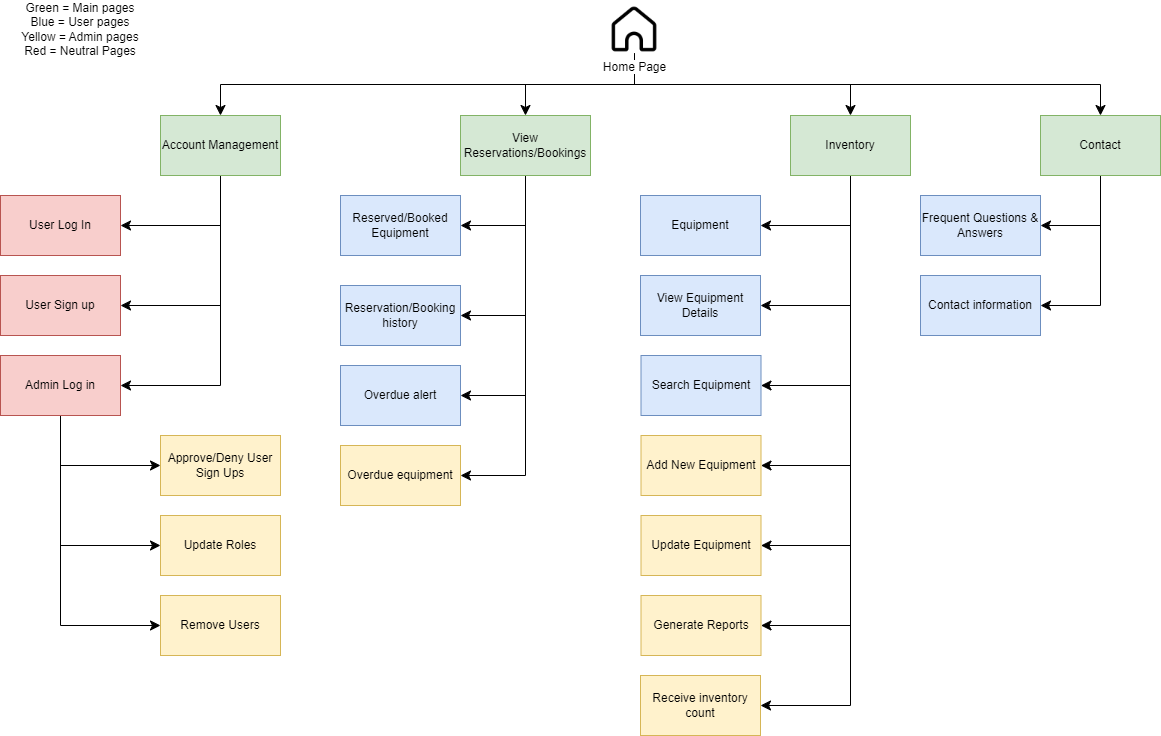 Green = Main pages
Blue = User pages
Yellow = Admin pages
Red = Neutral Pages
Home Page
Account Management
View
Reservations/Bookings
Inventory
Contact
User Log In
User Sign up
Admin Log in
Approve/Deny User
Sign Ups
Update Roles
Remove Users
Reserved/Booked
Equipment
Reservation/Booking
history
Overdue alert
Overdue equipment
Equipment
View Equipment
Details
Search Equipment
Add New Equipment
Update Equipment
Generate Reports
Receive inventory
count
Frequent Questions &
Answers
Contact information